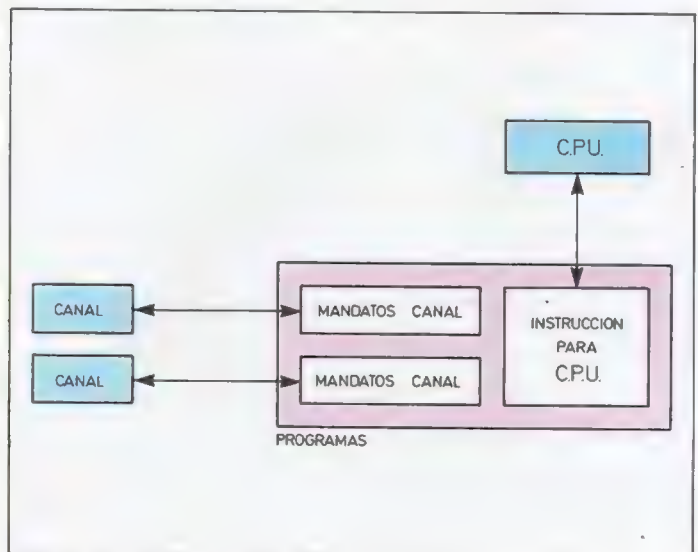 C.P.U.
CANAL
MANDATOS CANAL
CANAL
MANDATOS CANAL
INSTRUCCION
PARA
C.P.U.
PROGRAMAS